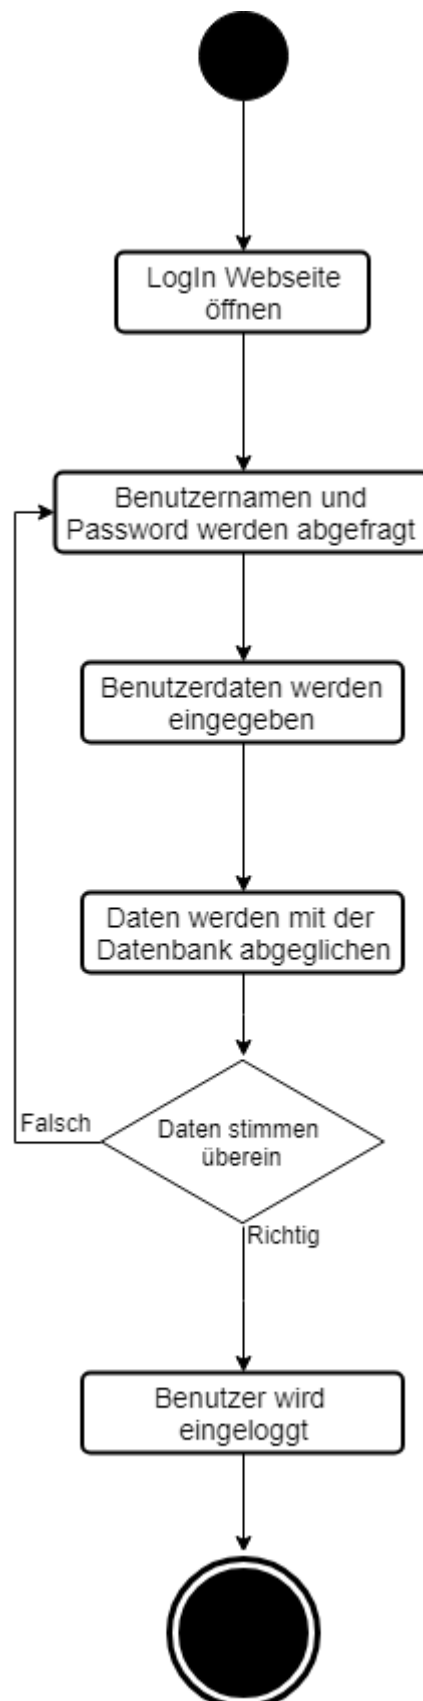 LogIn Webseite
öffnen
Benutzernamen und
Password werden abgefragt
Benutzerdaten werden
eingegeben
Daten werden mit der
Datenbank abgeglichen
Falsch
Daten stimmen
überein
Richtig
Benutzer wird
eingeloggt